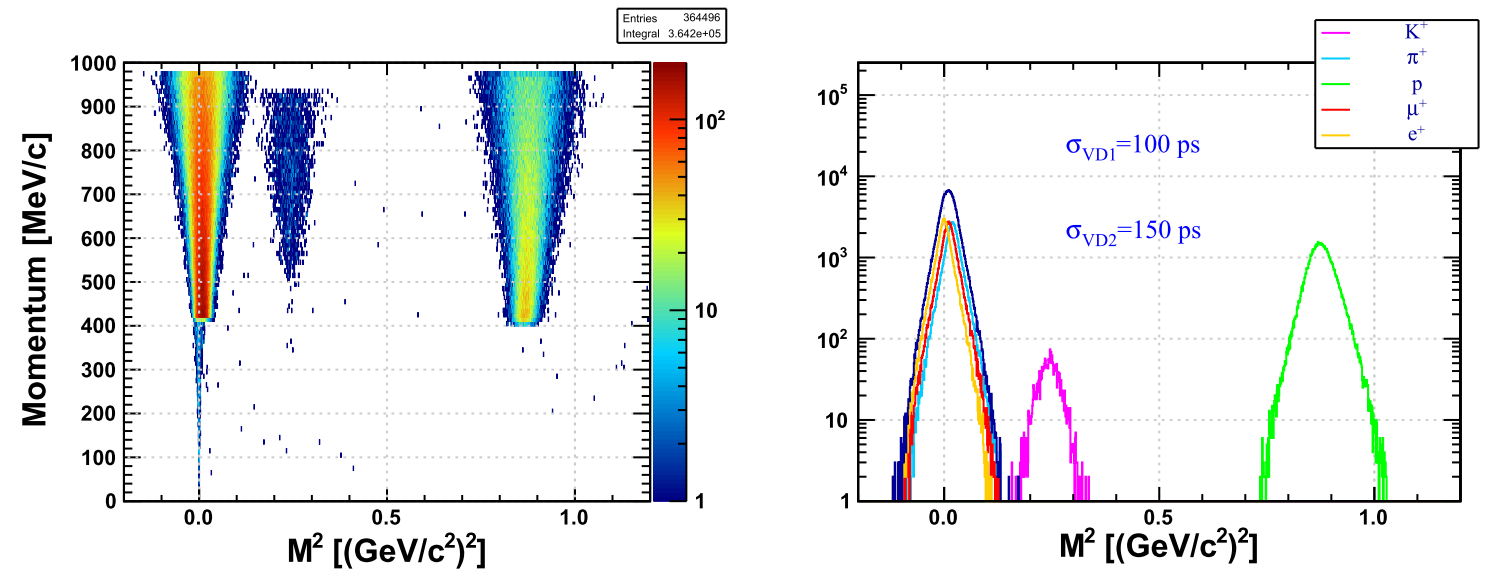 Entries 364496
Integral 3.642e+05
1000
900
800
700
600
500
400
300
200
100
0
Momentum [MeV/c]
0.0 0.5 1.0
M² [(GeV/c²)²]
10²
10
1
K⁺
π⁺
p
μ⁺
e⁺
σ_VD1=100 ps
σ_VD2=150 ps
10⁵
10⁴
10³
10²
10
1
0.0 0.5 1.0
M² [(GeV/c²)²]